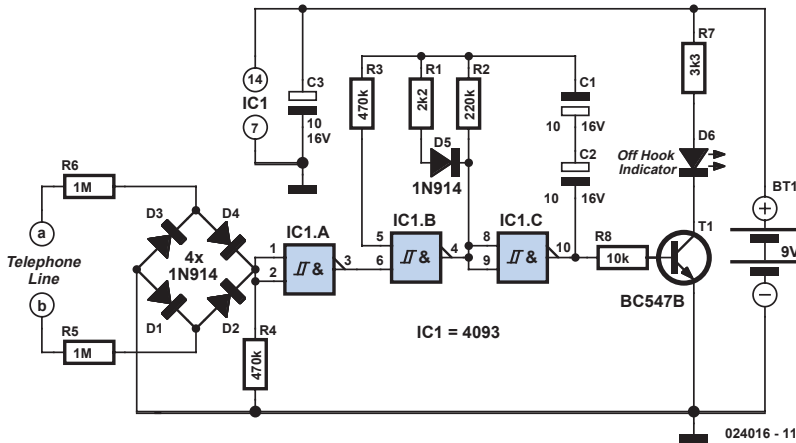 R7
3k3
14
IC1
7
C3
10
16V
R3
470k
R1
2k2
R2
220k
C1
10
16V
C2
10
16V
D5
1N914
D6
Off Hook
Indicator
BT1
9V
R6
1M
D3
D4
4x
1N914
D1
D2
a
Telephone
Line
b
R5
1M
IC1.A
1
2
&
3
R4
470k
IC1.B
5
6
&
4
IC1.C
8
9
&
10
R8
10k
T1
BC547B
IC1 = 4093
024016 - 11